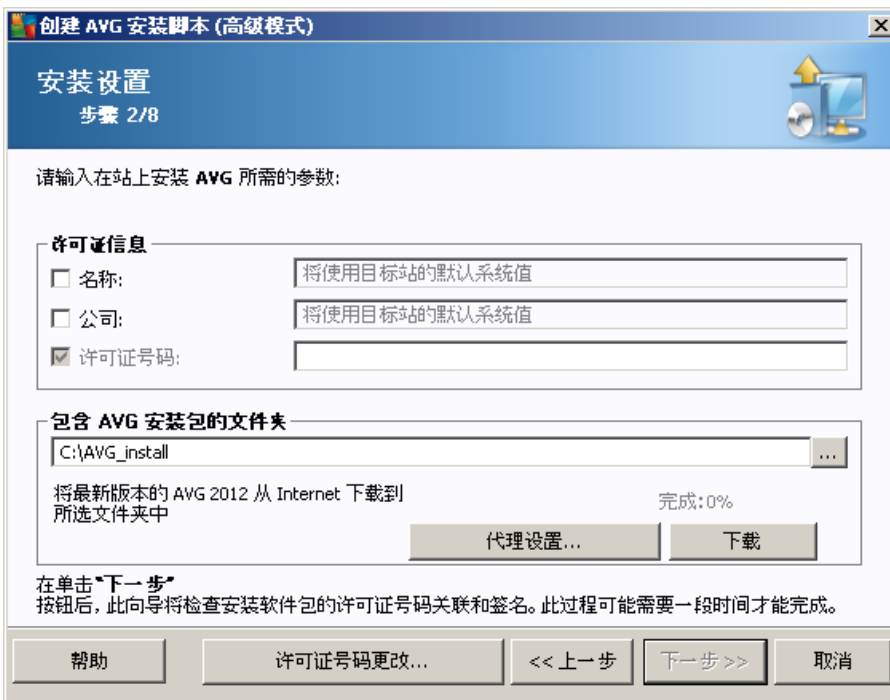 创建 AVG 安装脚本 (高级模式)
安装设置
步骤 2/8
请输入在站上安装 AVG 所需的参数:
许可证信息
名称:
将使用目标站的默认系统值
公司:
将使用目标站的默认系统值
许可证号码:
包含 AVG 安装包的文件夹
C:\AVG_install
...
将最新版本的 AVG 2012 从 Internet 下载到
所选文件夹中
完成:0%
代理设置...
下载
在单击"下一步"
按钮后, 此向导将检查安装软件包的许可证号码关联和签名。此过程可能需要一段时间才能完成。
帮助
许可证号码更改...
<< 上一步
下一步 >>
取消